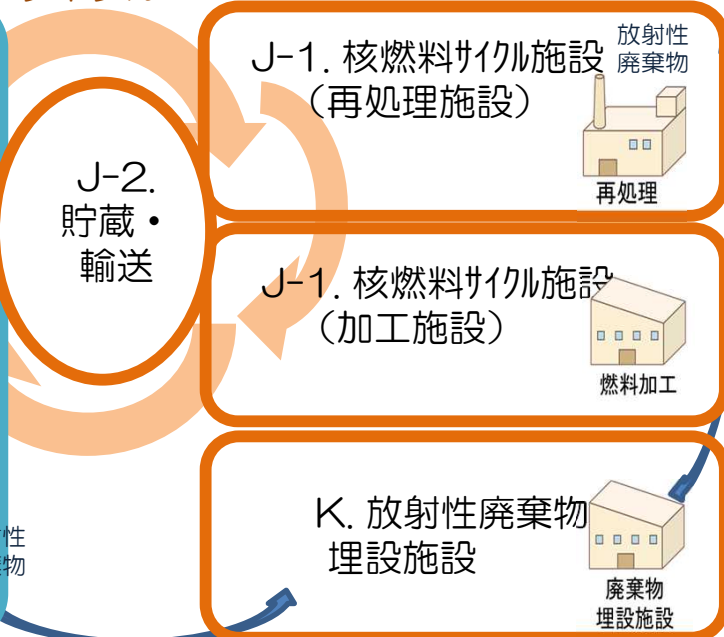 J-1. 核燃料ｻｲｸﾙ施設
（再処理施設）
放射性
廃棄物
再処理
J-2.
貯蔵・
輸送
J-1. 核燃料ｻｲｸﾙ施設
（加工施設）
燃料加工
K. 放射性廃棄物
埋設施設
廃棄物
埋設施設
性
物